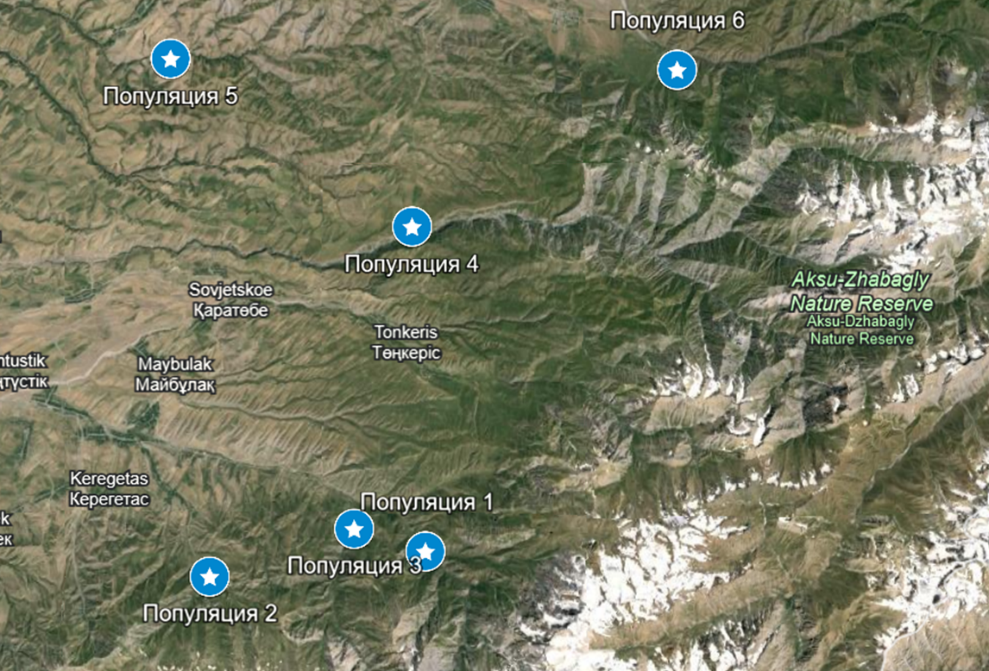 Популяция 6
Популяция 5
Популяция 4
Aksu-Zhabagly
Nature Reserve
Aksu-Dzhabagly
Nature Reserve
Sovjetskoe
Қаратөбе
Tonkeris
Төңкеріс
ntustik
Maybulak
Майбұлақ
Keregetas
Керегетас
Популяция 1
Популяция 3
Популяция 2